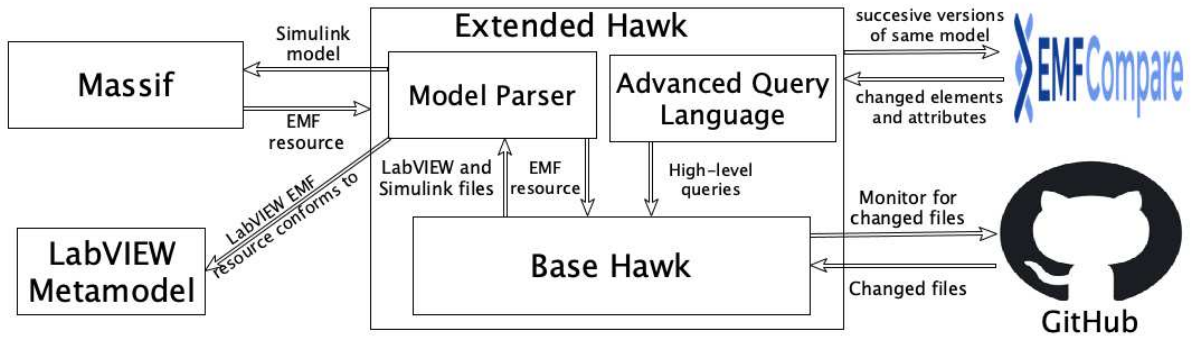 Extended Hawk
succesive versions
of same model
Simulink
model
Massif
Model Parser
Advanced Query
Language
EMFCompare
EMF
resource
changed elements
and attributes
LabVIEW and
Simulink files
EMF
resource
High-level
queries
LabVIEW EMF
resource conforms to
Monitor for
changed files
LabVIEW
Metamodel
Base Hawk
Changed files
GitHub